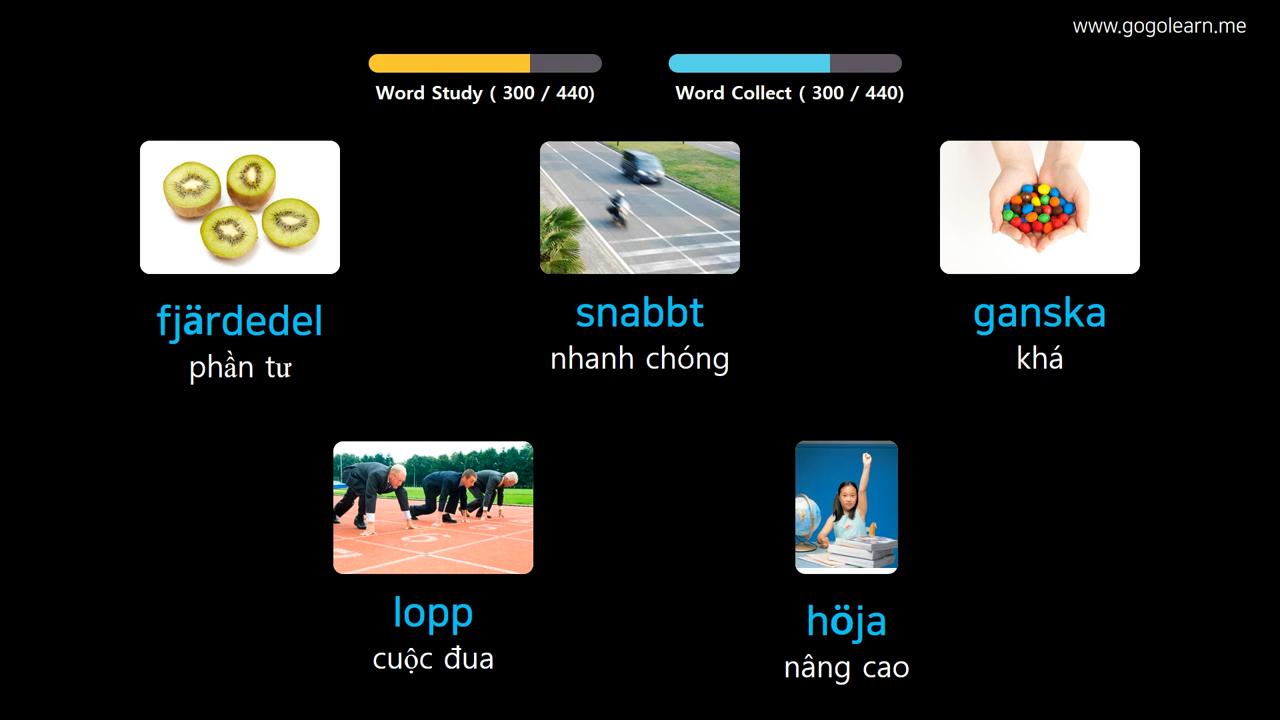 www.gogolearn.me
Word Study ( 300 / 440)
Word Collect ( 300 / 440)
fjärdedel
phần tư
snabbt
nhanh chóng
ganska
khá
lopp
cuộc đua
höja
nâng cao